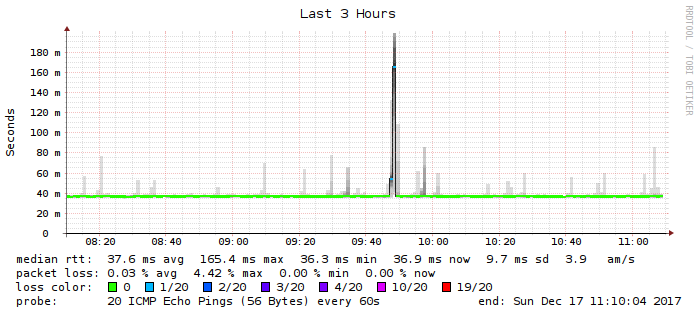 Last 3 Hours
RRDTOOL / TOBI OETIKER
Seconds
180 m
160 m
140 m
120 m
100 m
80 m
60 m
40 m
20 m
0
08:20 08:40 09:00 09:20 09:40 10:00 10:20 10:40 11:00
median rtt: 37.6 ms avg 165.4 ms max 36.3 ms min 36.9 ms now 9.7 ms sd 3.9 am/s
packet loss: 0.03 % avg 4.42 % max 0.00 % min 0.00 % now
loss color: 0 1/20 2/20 3/20 4/20 10/20 19/20
probe: 20 ICMP Echo Pings (56 Bytes) every 60s end: Sun Dec 17 11:10:04 2017